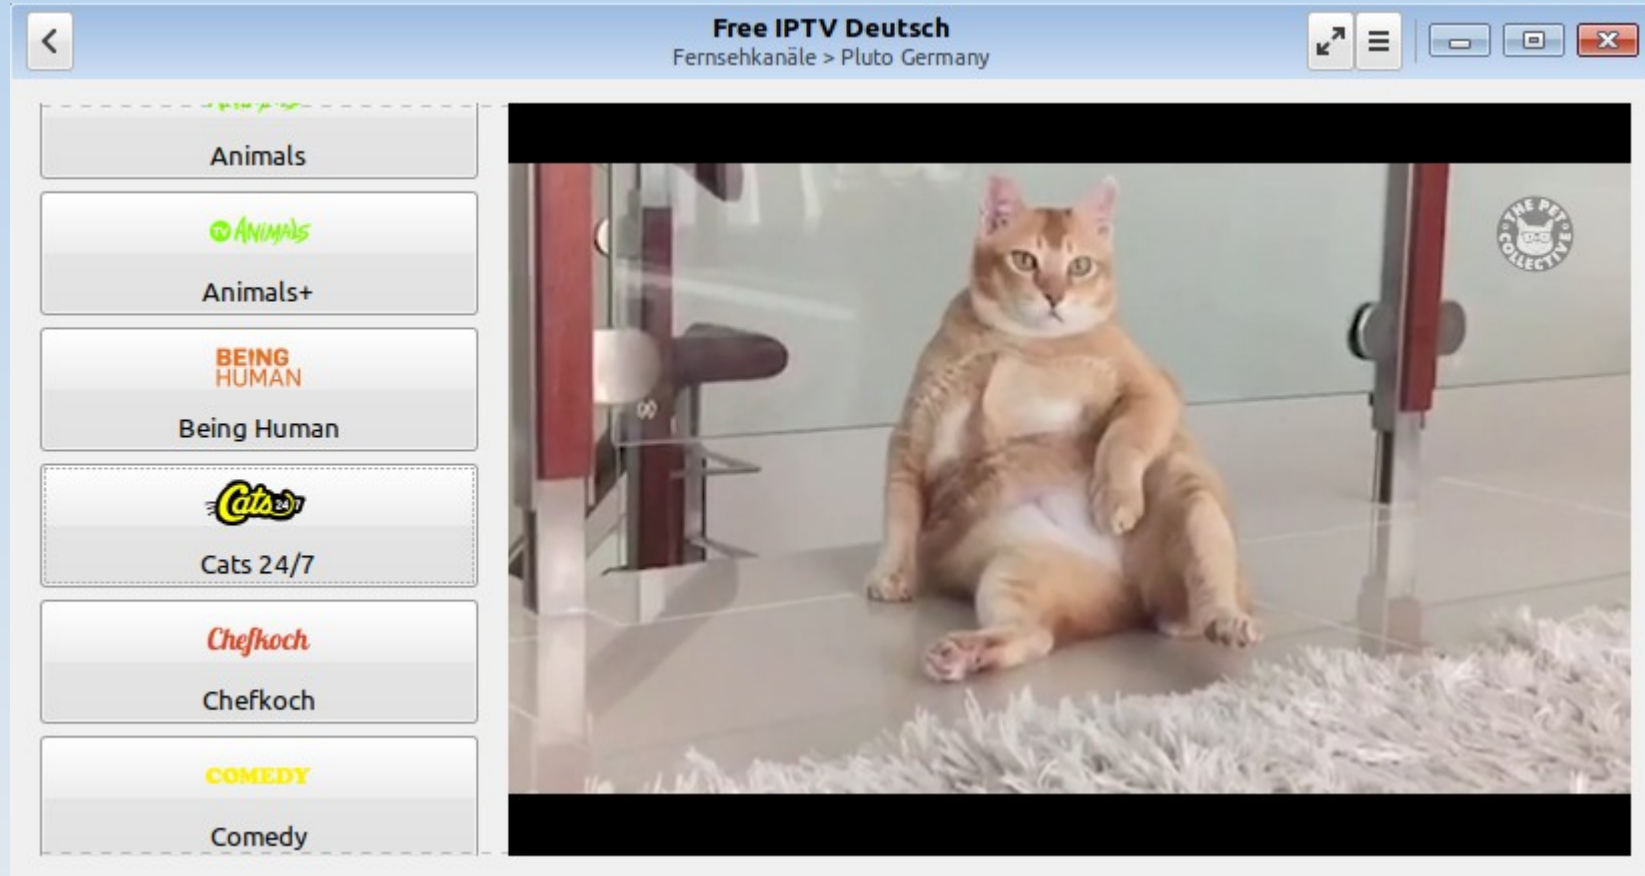 Free IPTV Deutsch
Fernsehkanäle > Pluto Germany
Animals
TV ANIMALS
Animals+
BEING
HUMAN
Being Human
Cats 24/7
Cats 24/7
Chefkoch
Chefkoch
COMEDY
Comedy
THE PET
COLLECTIVE